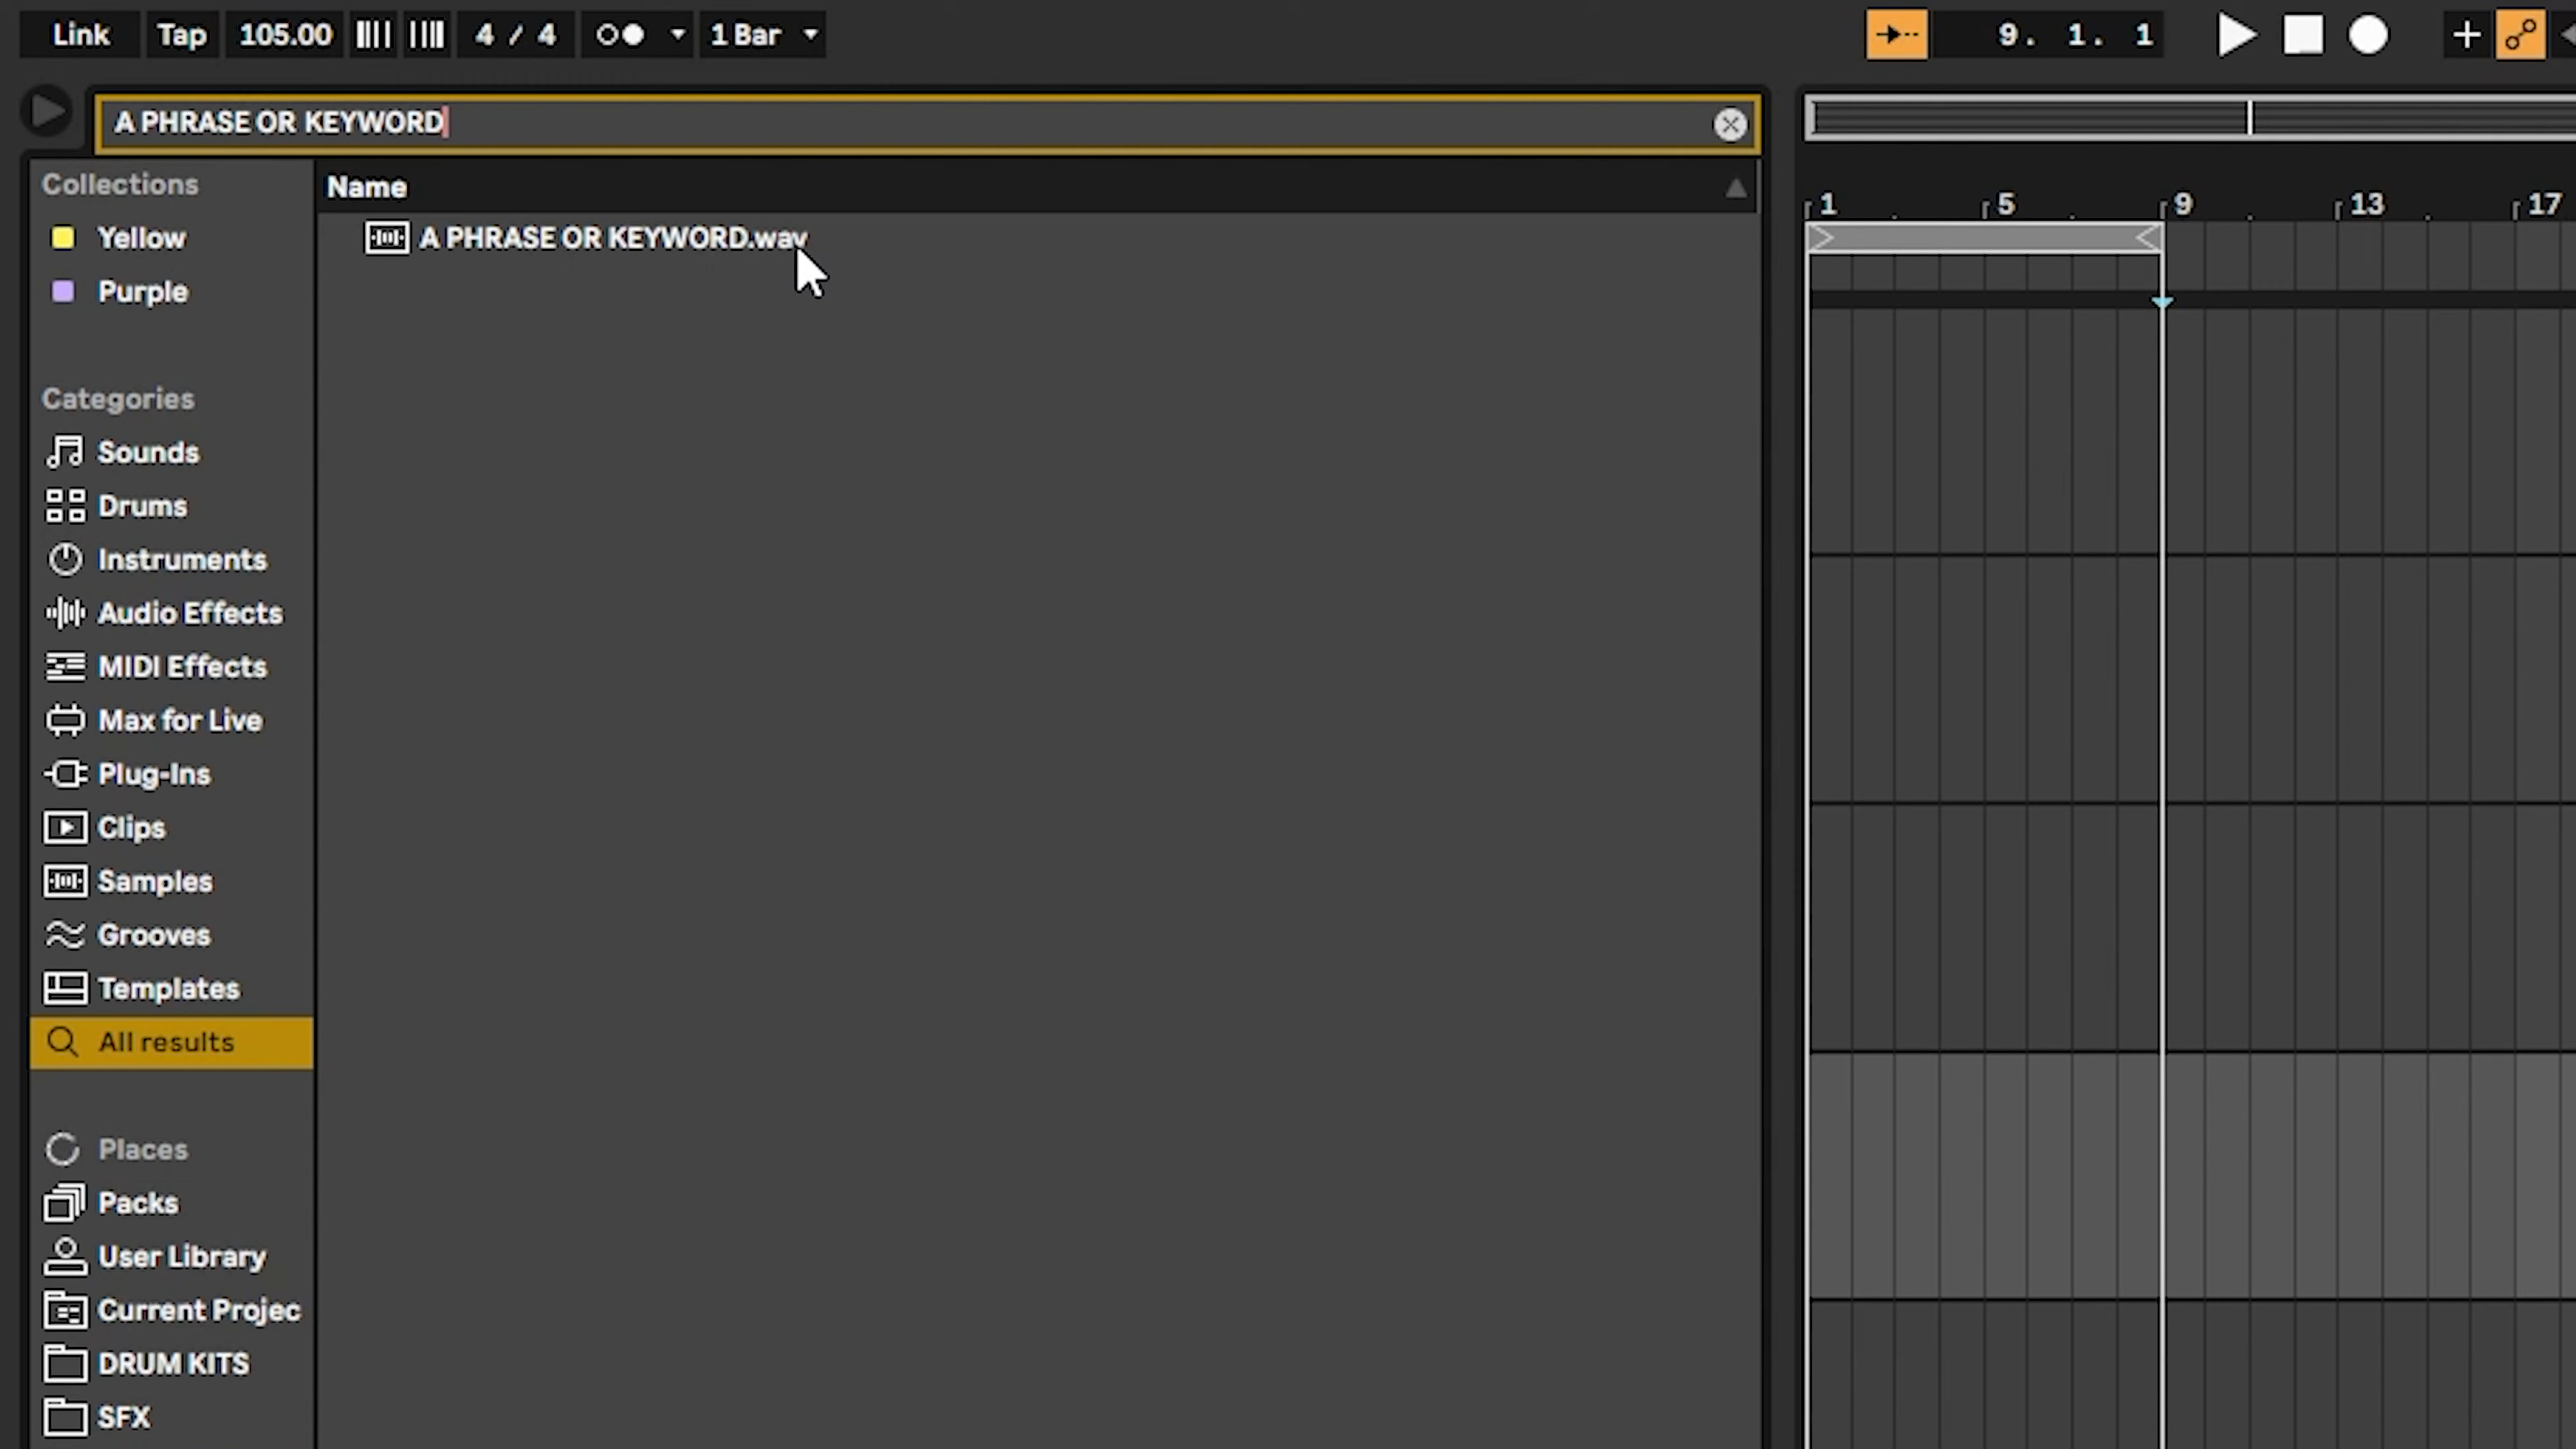 Link Tap 105.00 4 / 4 1 Bar 9. 1. 1
A PHRASE OR KEYWORD
Collections
Yellow
Purple
Categories
Sounds
Drums
Instruments
Audio Effects
MIDI Effects
Max for Live
Plug-Ins
Clips
Samples
Grooves
Templates
All results
Places
Packs
User Library
Current Projec
DRUM KITS
SFX
Name
A PHRASE OR KEYWORD.wav
1 5 9 13 17